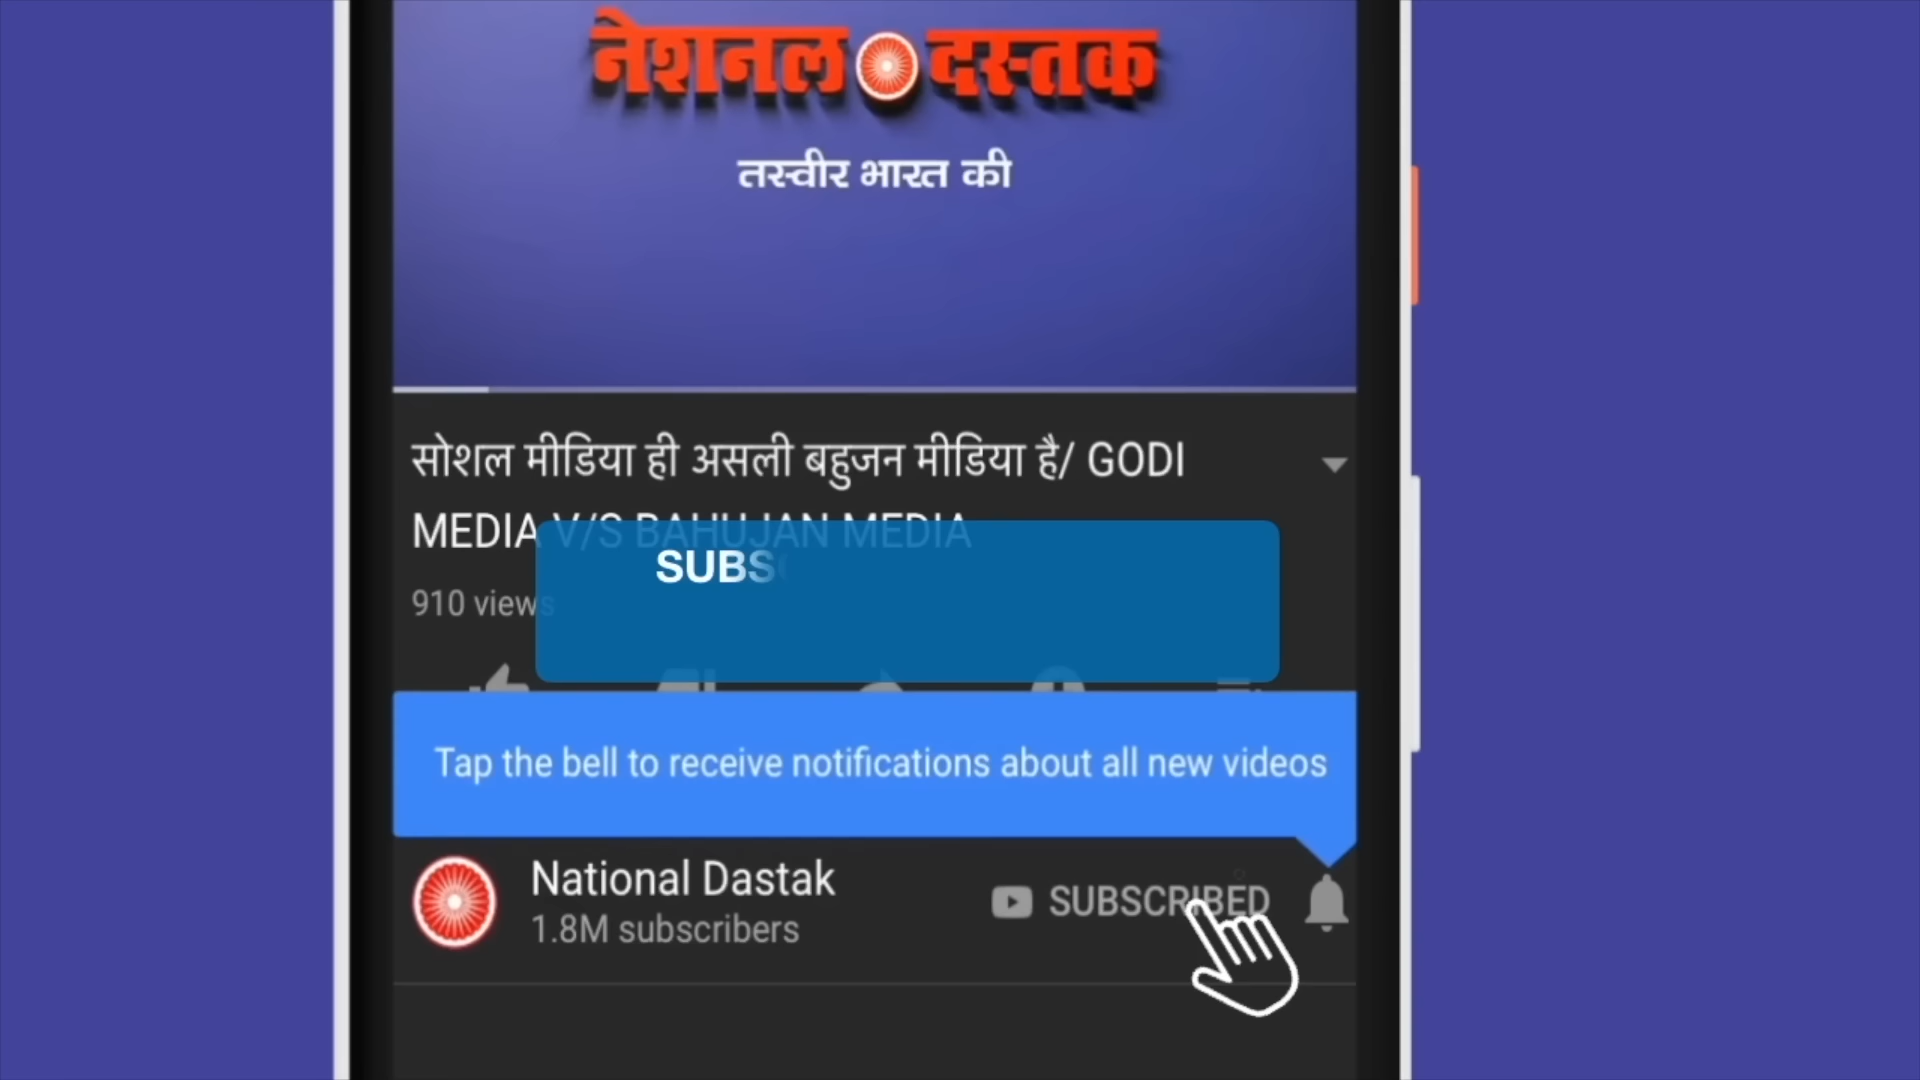 नेशनल दस्तक
तस्वीर भारत की
सोशल मीडिया ही असली बहुजन मीडिया है/ GODI
MEDIA V/S BAHUJAN MEDIA
SUBS
910 views
Tap the bell to receive notifications about all new videos
National Dastak
SUBSCRIBED
1.8M subscribers